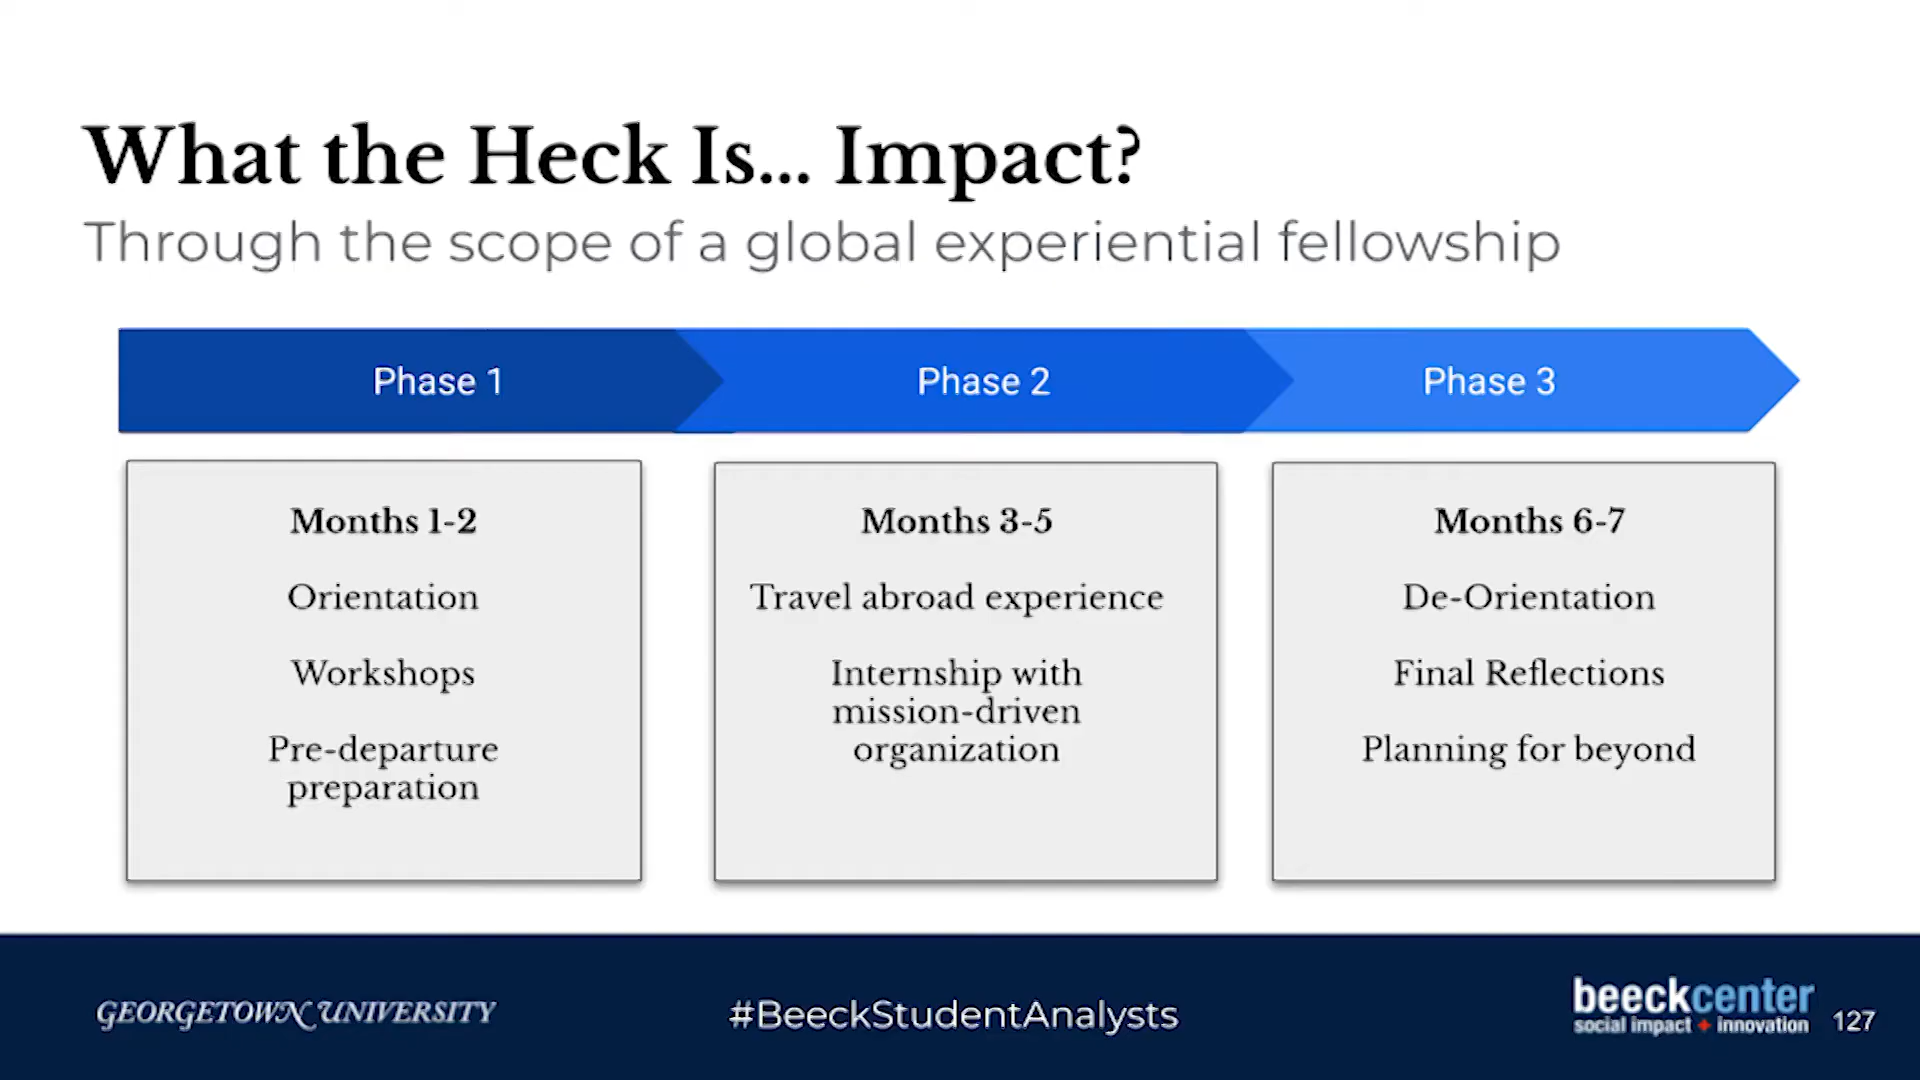 What the Heck Is... Impact?
Through the scope of a global experiential fellowship
Phase 1
Phase 2
Phase 3
Months 1-2
Orientation
Workshops
Pre-departure
preparation
Months 3-5
Travel abroad experience
Internship with
mission-driven
organization
Months 6-7
De-Orientation
Final Reflections
Planning for beyond
GEORGETOWN UNIVERSITY
#BeeckStudentAnalysts
beeckcenter
social impact + innovation
127